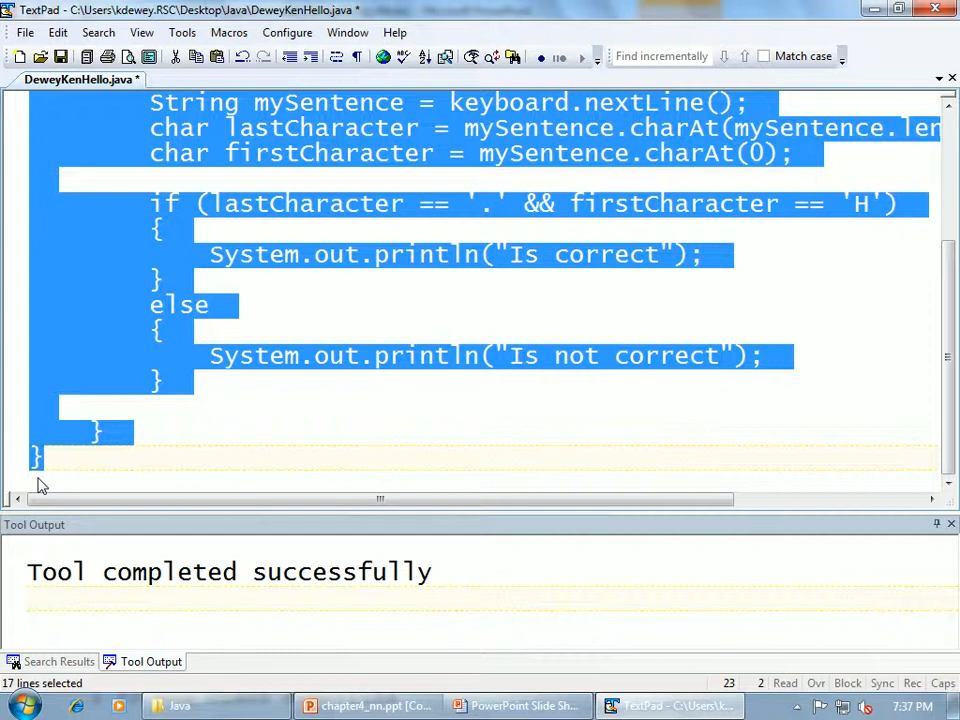 TextPad - C:\Users\kdewey.RSC\Desktop\Java\DeweyKenHello.java *
File Edit Search View Tools Macros Configure Window Help
Find incrementally Match case
DeweyKenHello.java *
String mySentence = keyboard.nextLine();
char lastCharacter = mySentence.charAt(mySentence.len
char firstCharacter = mySentence.charAt(0);
if (lastCharacter == '.' && firstCharacter == 'H')
{
System.out.println("Is correct");
}
else
{
System.out.println("Is not correct");
}
}
}
Tool Output
Tool completed successfully
Search Results Tool Output
17 lines selected 23 2 Read Ovr Block Sync Rec Caps
Java chapter4_nn.ppt [Co... PowerPoint Slide Sh... TextPad - C:\Users\k... 7:37 PM